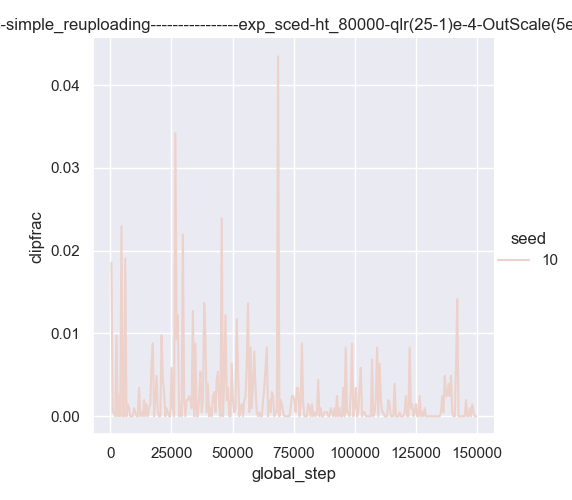 -simple_reuploading----------------exp_sced-ht_80000-qlr(25-1)e-4-OutScale(5e
0.04
0.03
0.02
0.01
0.00
clipfrac
0 25000 50000 75000 100000 125000 150000
global_step
seed
10